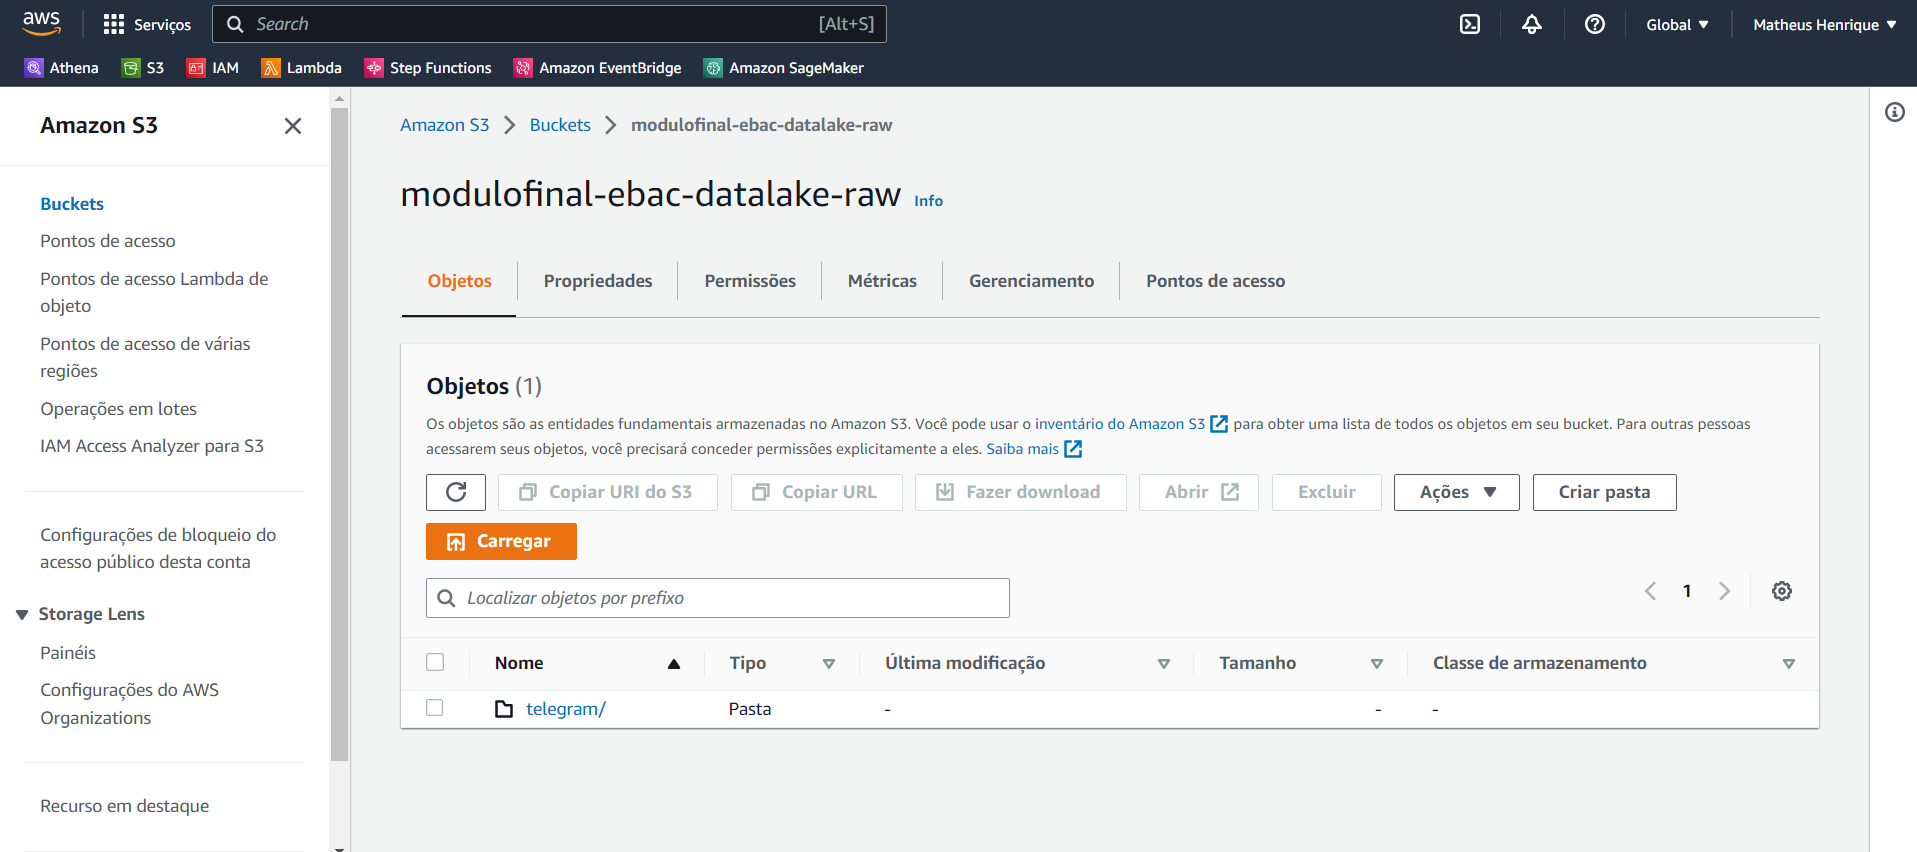 aws
Serviços
Search
[Alt+S]
Global
Matheus Henrique
Athena
S3
IAM
Lambda
Step Functions
Amazon EventBridge
Amazon SageMaker
Amazon S3
Buckets
Pontos de acesso
Pontos de acesso Lambda de
objeto
Pontos de acesso de várias
regiões
Operações em lotes
IAM Access Analyzer para S3
Configurações de bloqueio do
acesso público desta conta
Storage Lens
Painéis
Configurações do AWS
Organizations
Recurso em destaque
Amazon S3
Buckets
modulofinal-ebac-datalake-raw
modulofinal-ebac-datalake-raw Info
Objetos
Propriedades
Permissões
Métricas
Gerenciamento
Pontos de acesso
Objetos (1)
Os objetos são as entidades fundamentais armazenadas no Amazon S3. Você pode usar o inventário do Amazon S3 para obter uma lista de todos os objetos em seu bucket. Para outras pessoas
acessarem seus objetos, você precisará conceder permissões explicitamente a eles. Saiba mais
Copiar URI do S3
Copiar URL
Fazer download
Abrir
Excluir
Ações
Criar pasta
Carregar
Localizar objetos por prefixo
1
Nome
Tipo
Última modificação
Tamanho
Classe de armazenamento
telegram/
Pasta
-
-
-